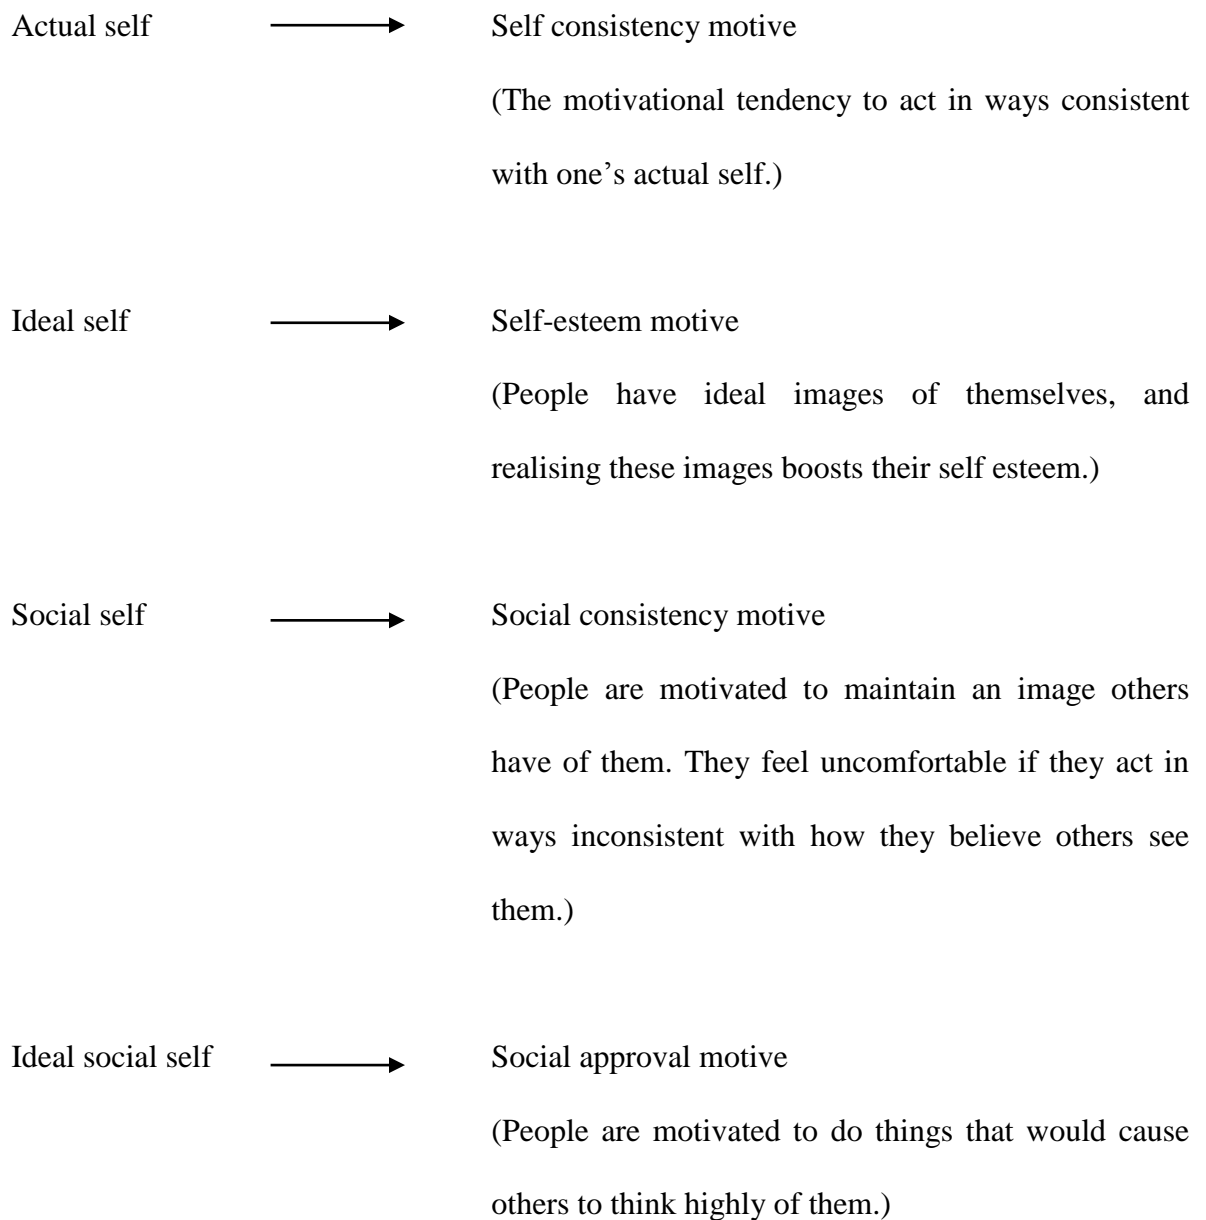 Actual self Self consistency motive
(The motivational tendency to act in ways consistent
with one’s actual self.)
Ideal self Self-esteem motive
(People have ideal images of themselves, and
realising these images boosts their self esteem.)
Social self Social consistency motive
(People are motivated to maintain an image others
have of them. They feel uncomfortable if they act in
ways inconsistent with how they believe others see
them.)
Ideal social self Social approval motive
(People are motivated to do things that would cause
others to think highly of them.)